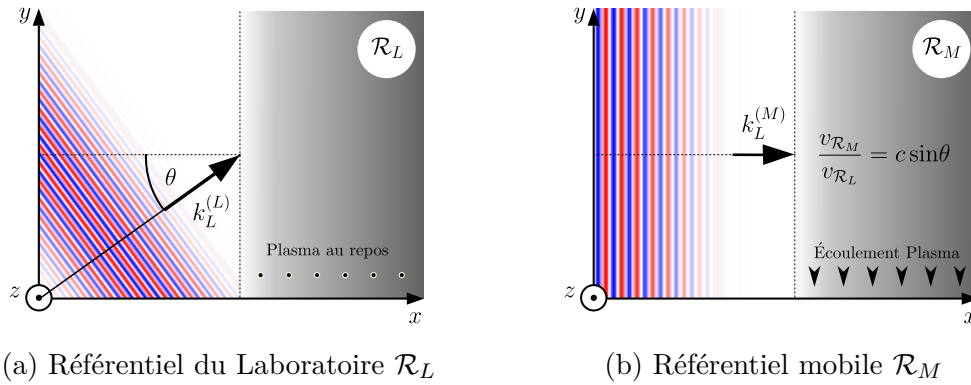 y
R_L
θ
k_L^{(L)}
Plasma au repos
z
x
(a) Référentiel du Laboratoire R_L
y
R_M
k_L^{(M)}
v_{R_M} / v_{R_L} = c sinθ
Écoulement Plasma
z
x
(b) Référentiel mobile R_M